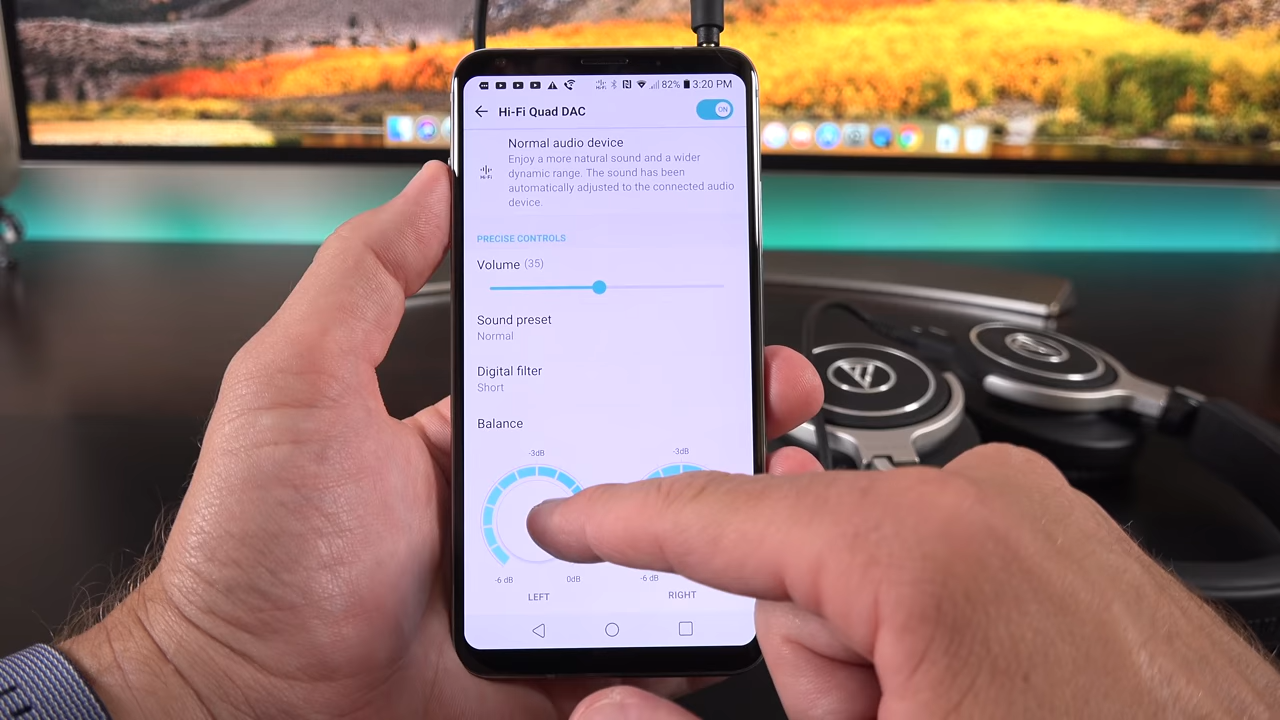 82% 3:20 PM
Hi-Fi Quad DAC
ON
Normal audio device
Enjoy a more natural sound and a wider
dynamic range. The sound has been
automatically adjusted to the connected audio
device.
Hi-Fi
PRECISE CONTROLS
Volume (35)
Sound preset
Normal
Digital filter
Short
Balance
-3dB
-3dB
-6 dB
0dB
-6 dB
LEFT
RIGHT